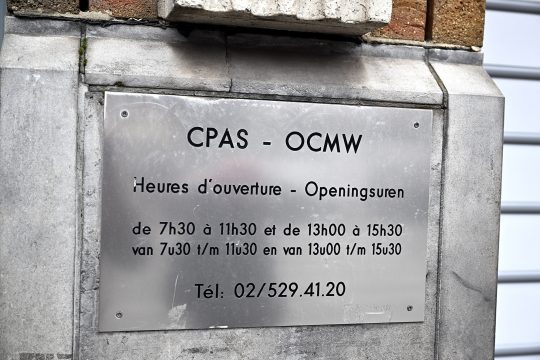 CPAS - OCMW
Heures d'ouverture - Openingsuren
de 7h30 à 11h30 et de 13h00 à 15h30
van 7u30 t/m 11u30 en van 13u00 t/m 15u30
Tél: 02/529.41.20